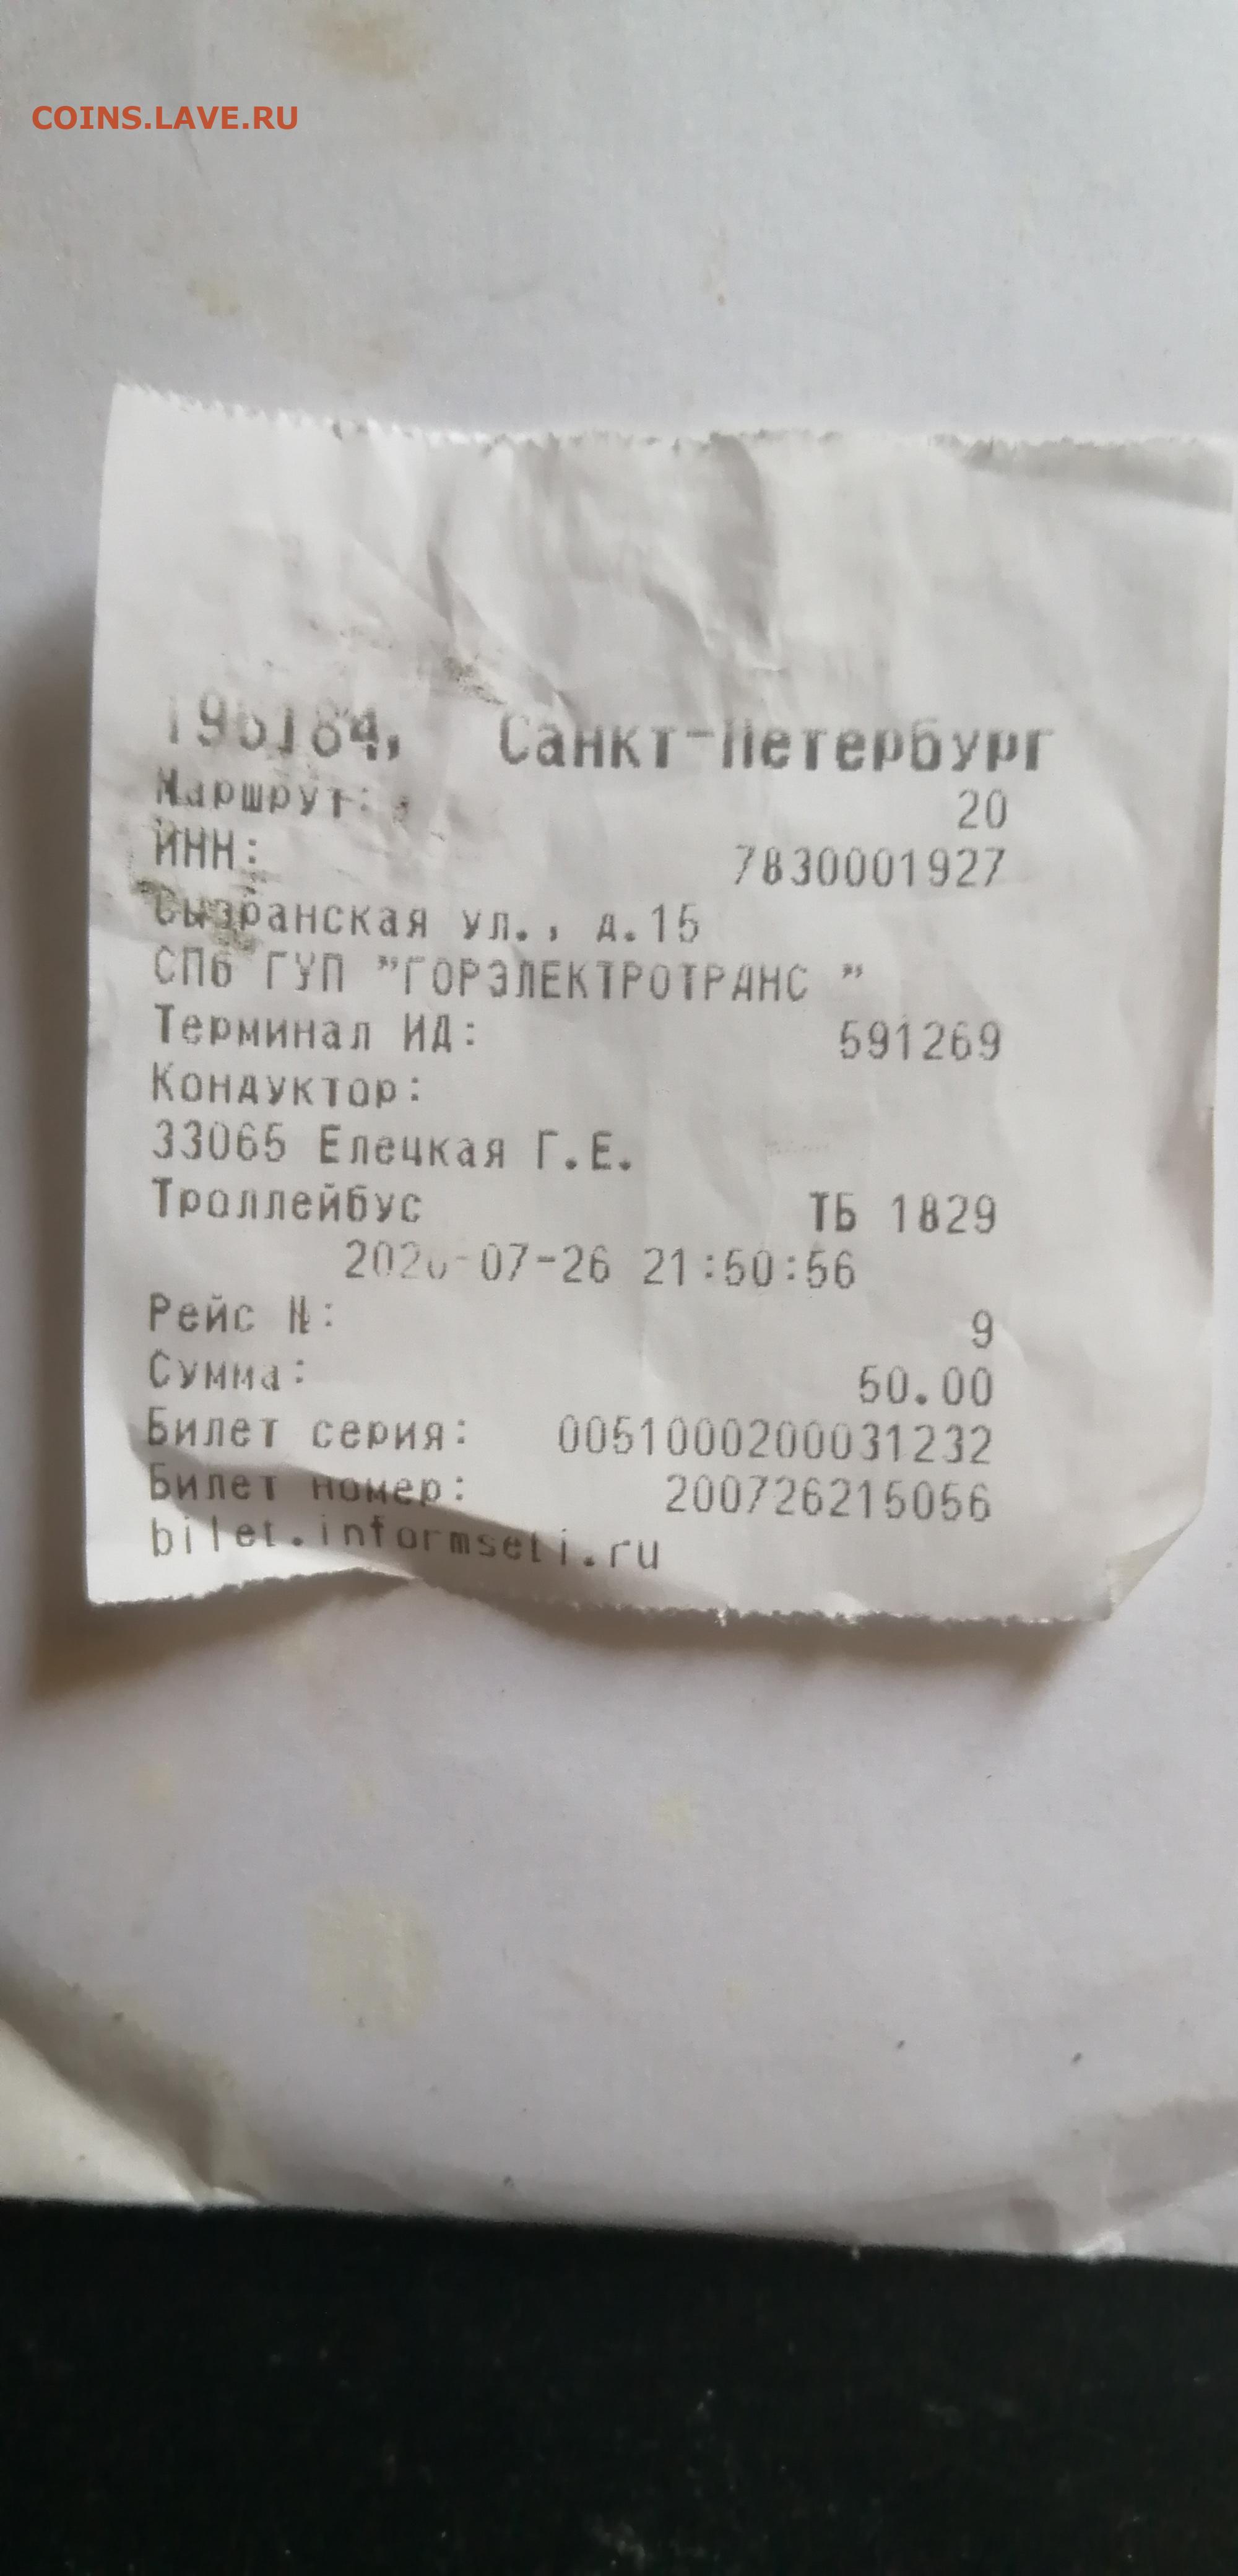 COINS.LAVE.RU
Санкт-Петербург
Маршрут: 20
ИНН: 7830001927
Сызранская ул., д.15
СПб ГУП "ГОРЭЛЕКТРОТРАНС "
Терминал ИД: 591269
Кондуктор:
33065 Елецкая Г.Е.
Троллейбус ТБ 1829
2020-07-26 21:50:56
Рейс №: 9
Сумма: 50.00
Билет серия: 0051000200031232
Билет номер: 200726215056
bilet.informseti.ru